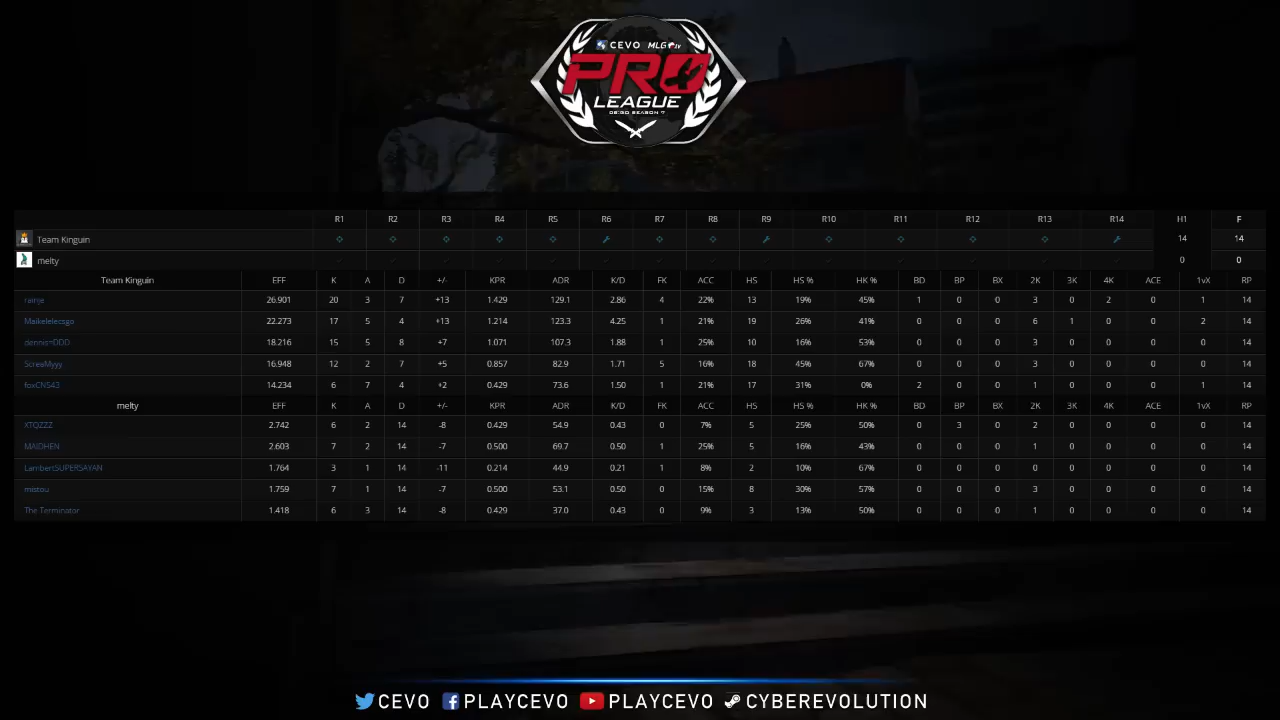 CEVO MLG.tv
PRO
LEAGUE
CS:GO SEASON 7
R1 R2 R3 R4 R5 R6 R7 R8 R9 R10 R11 R12 R13 R14 H1 F
Team Kinguin 14 14
melty 0 0
Team Kinguin EFF K A D +/- KPR ADR K/D FK ACC HS HS % HK % BD BP BX 2K 3K 4K ACE 1vX RP
rainje 26.901 20 3 7 +13 1.429 129.1 2.86 4 22% 13 19% 45% 1 0 0 3 0 2 0 1 14
Maikelelecsgo 22.273 17 5 4 +13 1.214 123.3 4.25 1 21% 19 26% 41% 0 0 0 6 1 0 0 2 14
dennis=DDD 18.216 15 5 8 +7 1.071 107.3 1.88 1 25% 10 16% 53% 0 0 0 3 0 0 0 0 14
ScreaMyyy 16.948 12 2 7 +5 0.857 82.9 1.71 5 16% 18 45% 67% 0 0 0 3 0 0 0 0 14
foxCNS43 14.234 6 7 4 +2 0.429 73.6 1.50 1 21% 17 31% 0% 2 0 0 1 0 0 0 1 14
melty EFF K A D +/- KPR ADR K/D FK ACC HS HS % HK % BD BP BX 2K 3K 4K ACE 1vX RP
XTQZZZ 2.742 6 2 14 -8 0.429 54.9 0.43 0 7% 5 25% 50% 0 3 0 2 0 0 0 0 14
MAIDHEN 2.603 7 2 14 -7 0.500 69.7 0.50 1 25% 5 16% 43% 0 0 0 1 0 0 0 0 14
LambertSUPERSAYAN 1.764 3 1 14 -11 0.214 44.9 0.21 1 8% 2 10% 67% 0 0 0 0 0 0 0 0 14
mistou 1.759 7 1 14 -7 0.500 53.1 0.50 0 15% 8 30% 57% 0 0 0 3 0 0 0 0 14
The Terminator 1.418 6 3 14 -8 0.429 37.0 0.43 0 9% 3 13% 50% 0 0 0 1 0 0 0 0 14
CEVO PLAYCEVO PLAYCEVO CYBEREVOLUTION